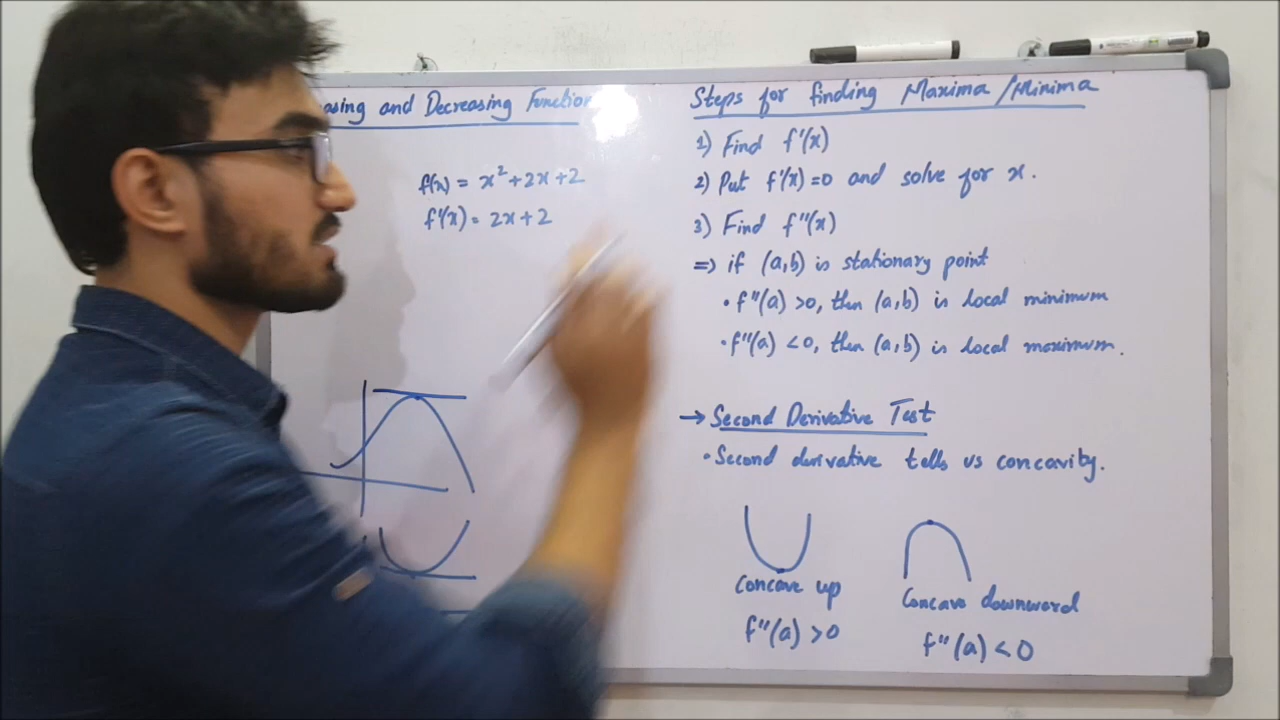 and Decreasing Function
f(x) = x² + 2x + 2
f'(x) = 2x + 2
Steps for finding Maxima / Minima
1) Find f'(x)
2) Put f'(x) = 0 and solve for x.
3) Find f''(x)
=> if (a,b) is stationary point
• f''(a) >0, then (a,b) is local minimum
• f''(a) <0, then (a,b) is local maximum.
→ Second Derivative Test
• Second derivative tells us concavity.
Concave up
f''(a) >0
Concave downword
f''(a) <0